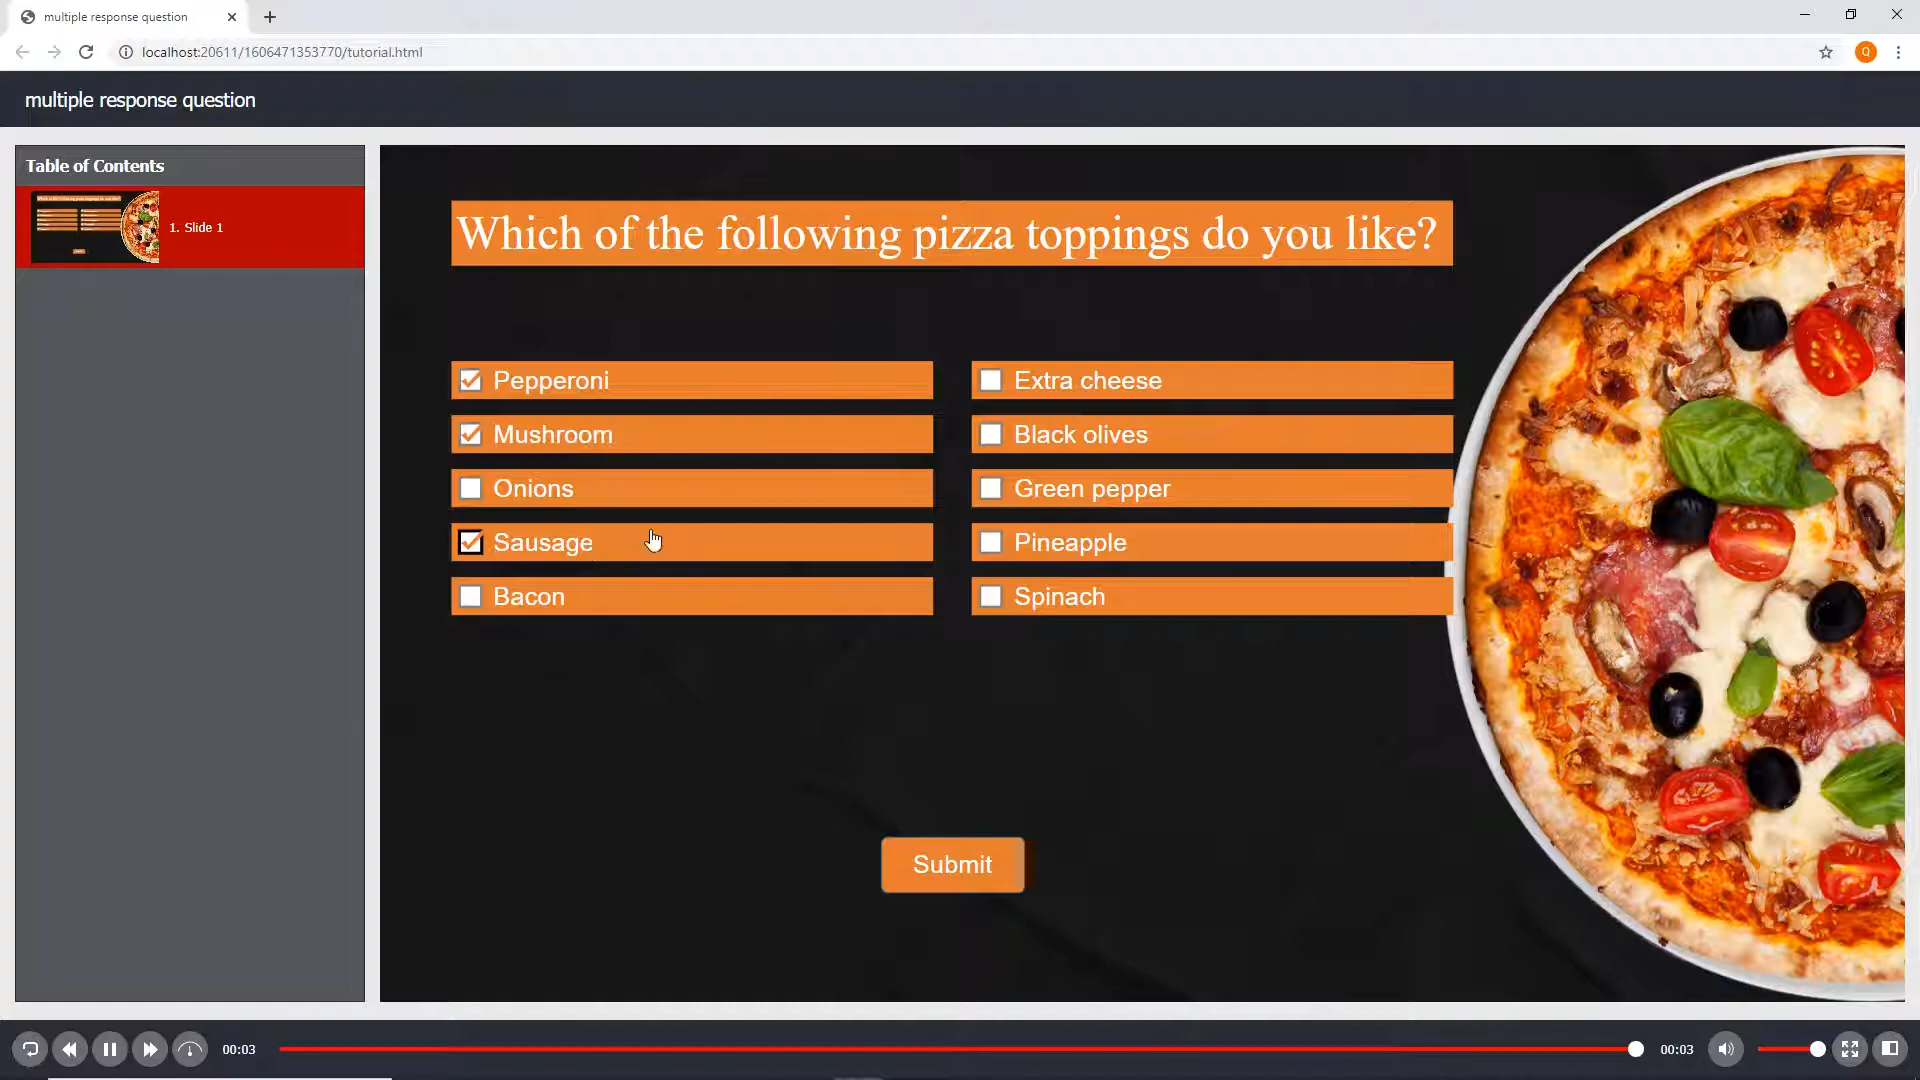 multiple response question
localhost:20611/1606471353770/tutorial.html
Q
multiple response question
Table of Contents
1. Slide 1
Which of the following pizza toppings do you like?
Pepperoni
Mushroom
Onions
Sausage
Bacon
Extra cheese
Black olives
Green pepper
Pineapple
Spinach
Submit
00:03
00:03